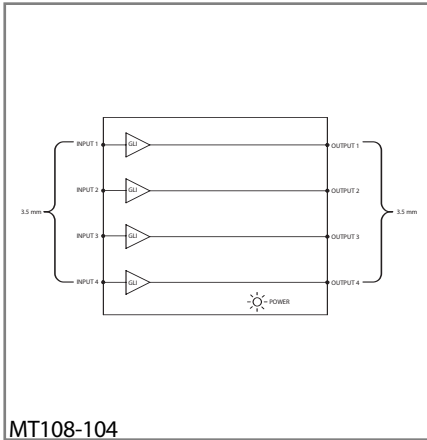 INPUT 1 GLI OUTPUT 1
INPUT 2 GLI OUTPUT 2
3.5 mm 3.5 mm
INPUT 3 GLI OUTPUT 3
INPUT 4 GLI OUTPUT 4
POWER
MT108-104